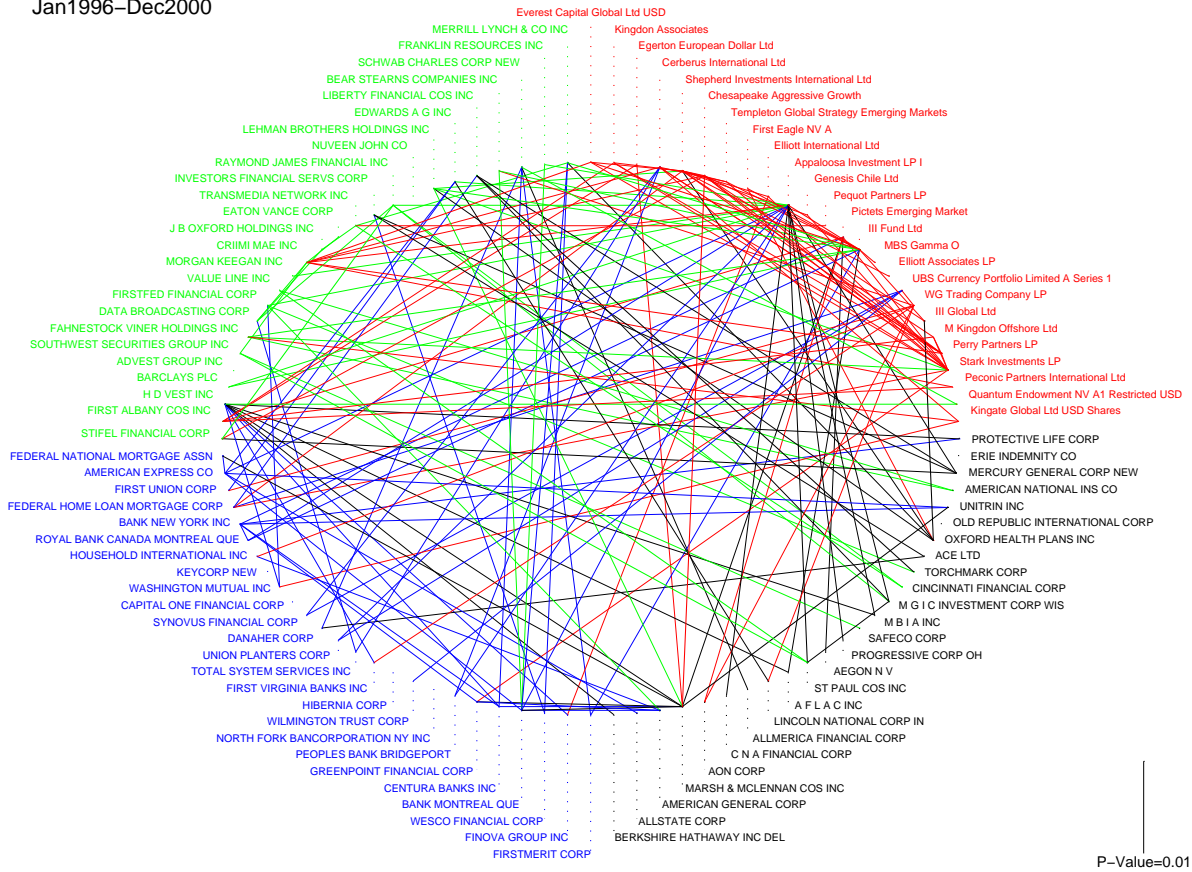 Jan1996–Dec2000
Everest Capital Global Ltd USD
MERRILL LYNCH & CO INC
Kingdon Associates
FRANKLIN RESOURCES INC
Egerton European Dollar Ltd
SCHWAB CHARLES CORP NEW
Cerberus International Ltd
BEAR STEARNS COMPANIES INC
Shepherd Investments International Ltd
LIBERTY FINANCIAL COS INC
Chesapeake Aggressive Growth
EDWARDS A G INC
Templeton Global Strategy Emerging Markets
LEHMAN BROTHERS HOLDINGS INC
First Eagle NV A
NUVEEN JOHN CO
Elliott International Ltd
RAYMOND JAMES FINANCIAL INC
Appaloosa Investment LP I
INVESTORS FINANCIAL SERVS CORP
Genesis Chile Ltd
TRANSMEDIA NETWORK INC
Pequot Partners LP
EATON VANCE CORP
Pictets Emerging Market
J B OXFORD HOLDINGS INC
III Fund Ltd
CRIIMI MAE INC
MBS Gamma O
MORGAN KEEGAN INC
Elliott Associates LP
VALUE LINE INC
UBS Currency Portfolio Limited A Series 1
FIRSTFED FINANCIAL CORP
WG Trading Company LP
DATA BROADCASTING CORP
III Global Ltd
FAHNESTOCK VINER HOLDINGS INC
M Kingdon Offshore Ltd
SOUTHWEST SECURITIES GROUP INC
Perry Partners LP
ADVEST GROUP INC
Stark Investments LP
BARCLAYS PLC
Peconic Partners International Ltd
H D VEST INC
Quantum Endowment NV A1 Restricted USD
FIRST ALBANY COS INC
Kingate Global Ltd USD Shares
STIFEL FINANCIAL CORP
PROTECTIVE LIFE CORP
FEDERAL NATIONAL MORTGAGE ASSN
ERIE INDEMNITY CO
AMERICAN EXPRESS CO
MERCURY GENERAL CORP NEW
FIRST UNION CORP
AMERICAN NATIONAL INS CO
FEDERAL HOME LOAN MORTGAGE CORP
UNITRIN INC
BANK NEW YORK INC
OLD REPUBLIC INTERNATIONAL CORP
ROYAL BANK CANADA MONTREAL QUE
OXFORD HEALTH PLANS INC
HOUSEHOLD INTERNATIONAL INC
ACE LTD
KEYCORP NEW
TORCHMARK CORP
WASHINGTON MUTUAL INC
CINCINNATI FINANCIAL CORP
CAPITAL ONE FINANCIAL CORP
M G I C INVESTMENT CORP WIS
SYNOVUS FINANCIAL CORP
M B I A INC
DANAHER CORP
SAFECO CORP
UNION PLANTERS CORP
PROGRESSIVE CORP OH
TOTAL SYSTEM SERVICES INC
AEGON N V
FIRST VIRGINIA BANKS INC
ST PAUL COS INC
HIBERNIA CORP
A F L A C INC
WILMINGTON TRUST CORP
LINCOLN NATIONAL CORP IN
NORTH FORK BANCORPORATION NY INC
ALLMERICA FINANCIAL CORP
PEOPLES BANK BRIDGEPORT
C N A FINANCIAL CORP
GREENPOINT FINANCIAL CORP
AON CORP
CENTURA BANKS INC
MARSH & MCLENNAN COS INC
BANK MONTREAL QUE
AMERICAN GENERAL CORP
WESCO FINANCIAL CORP
ALLSTATE CORP
FINOVA GROUP INC
BERKSHIRE HATHAWAY INC DEL
FIRSTMERIT CORP
P–Value=0.01